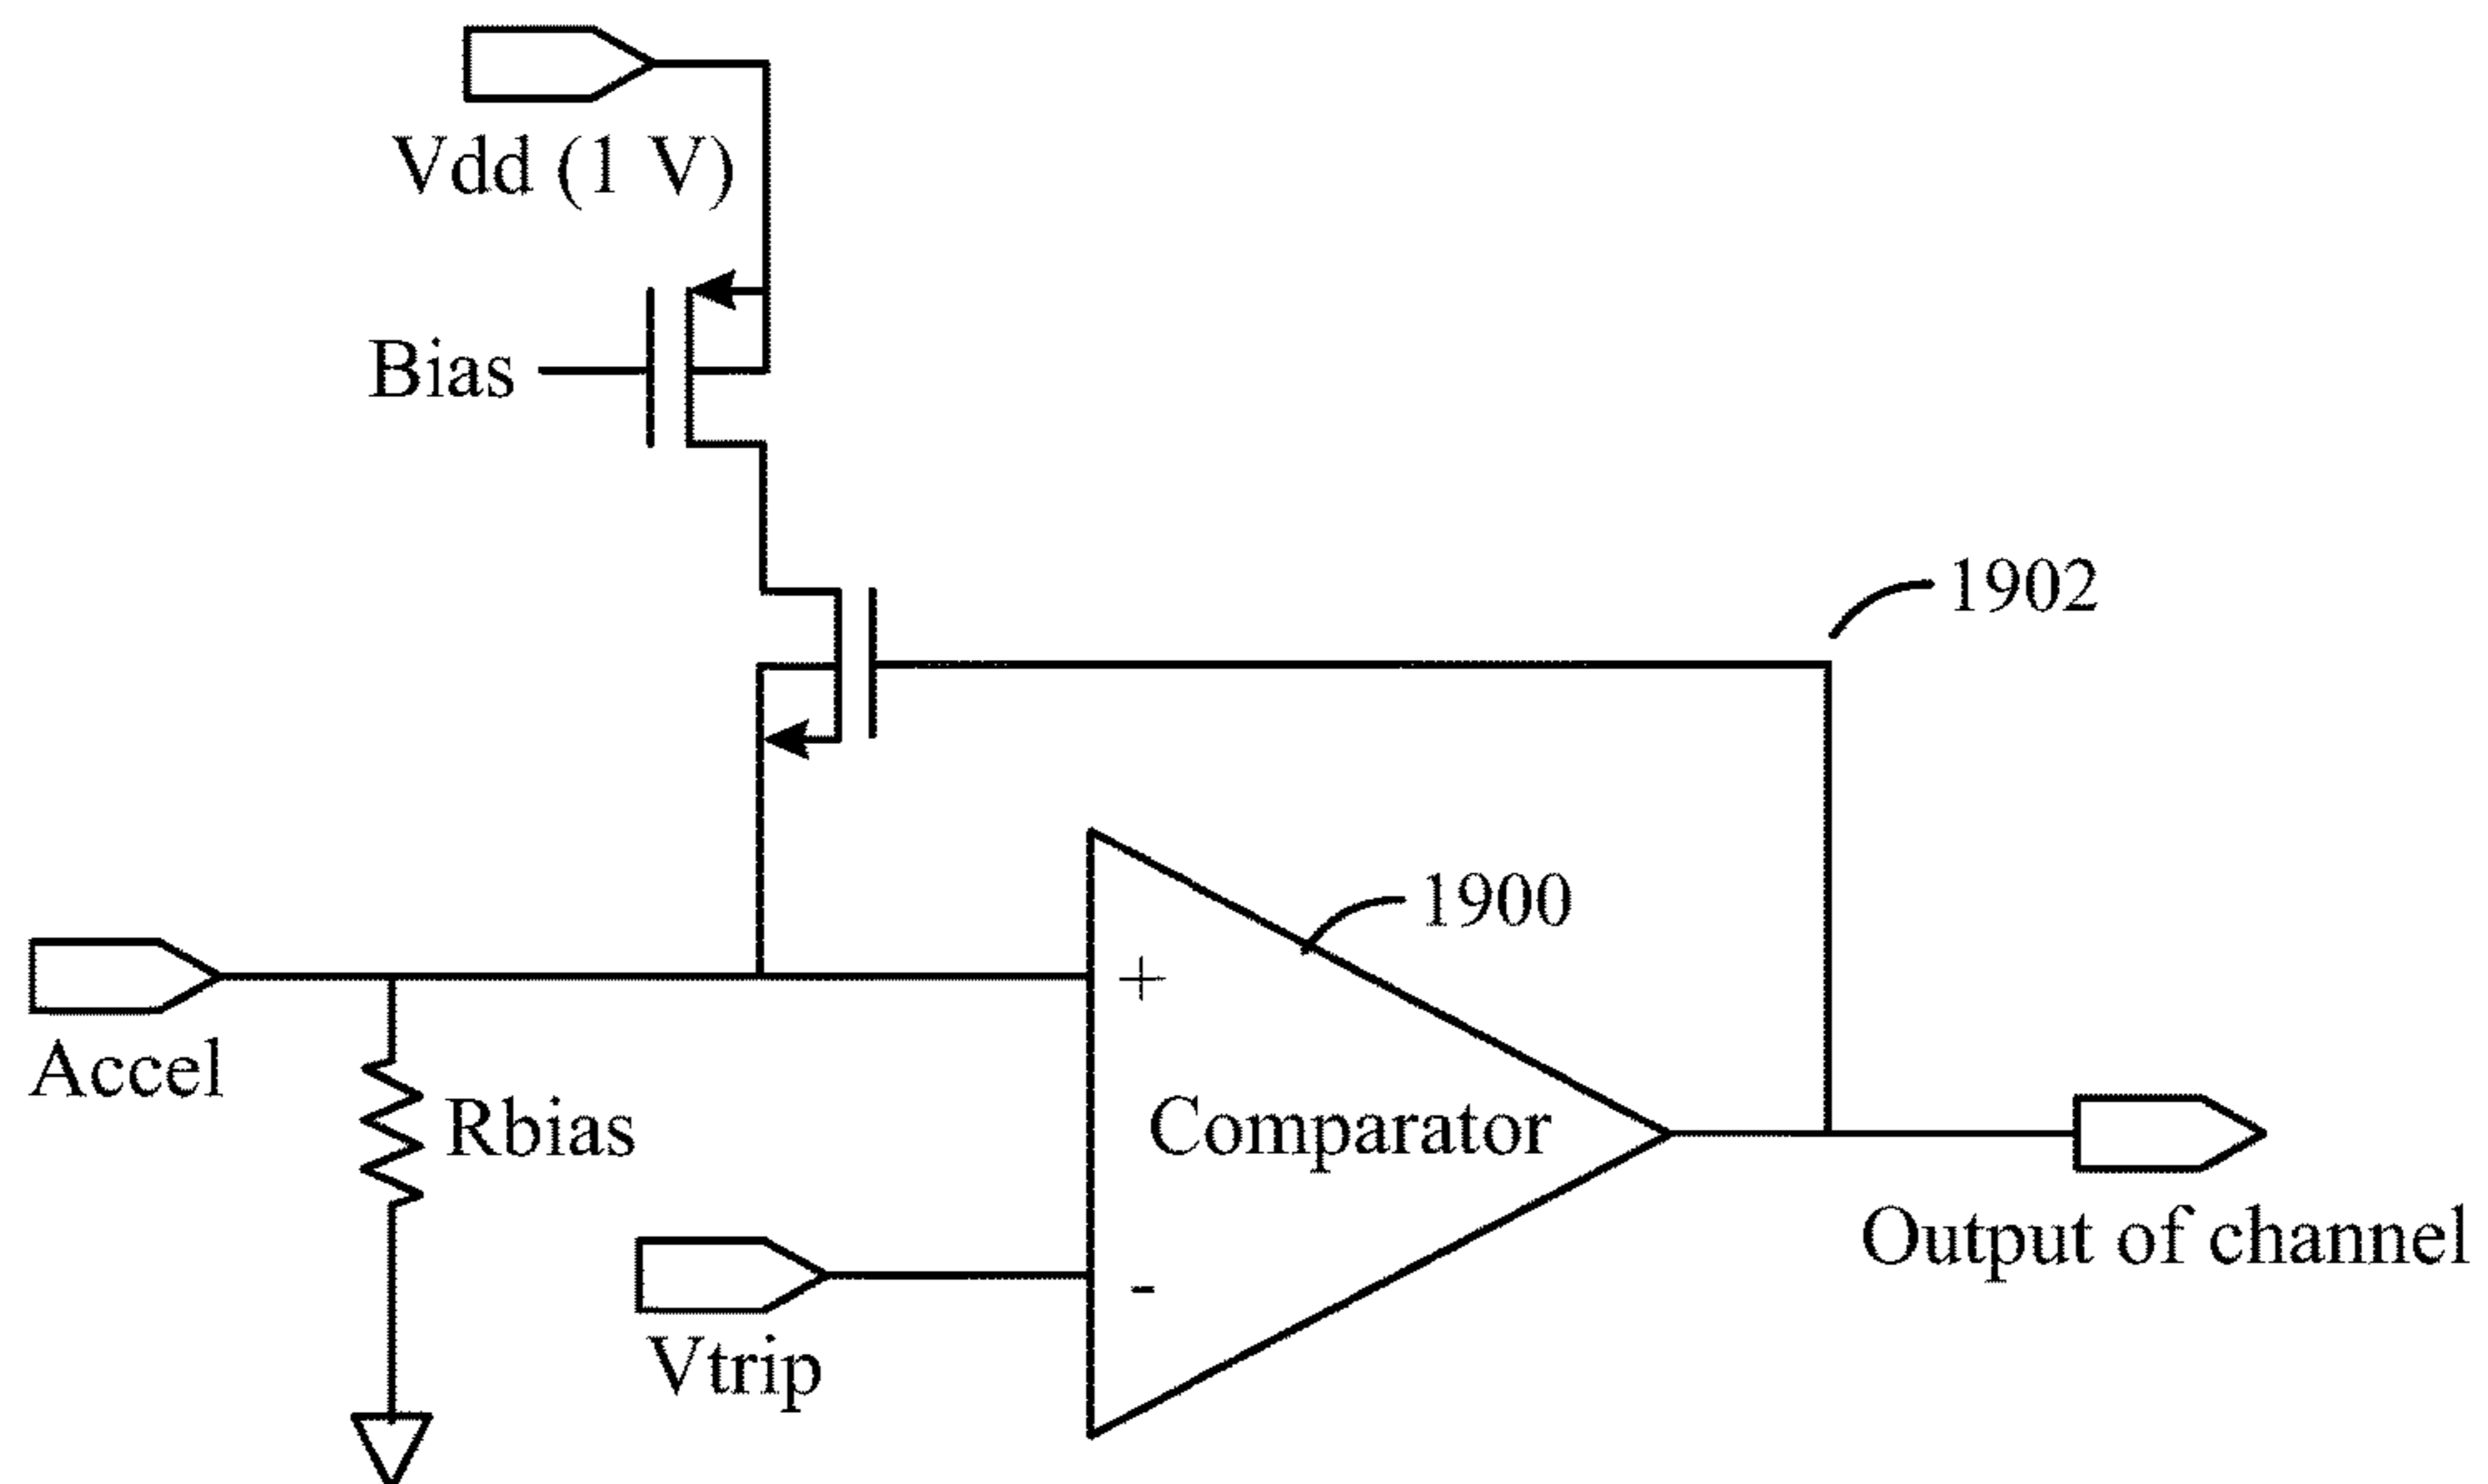 Vdd (1 V)
Bias
1902
1900
+
Accel
Rbias
Comparator
Output of channel
-
Vtrip